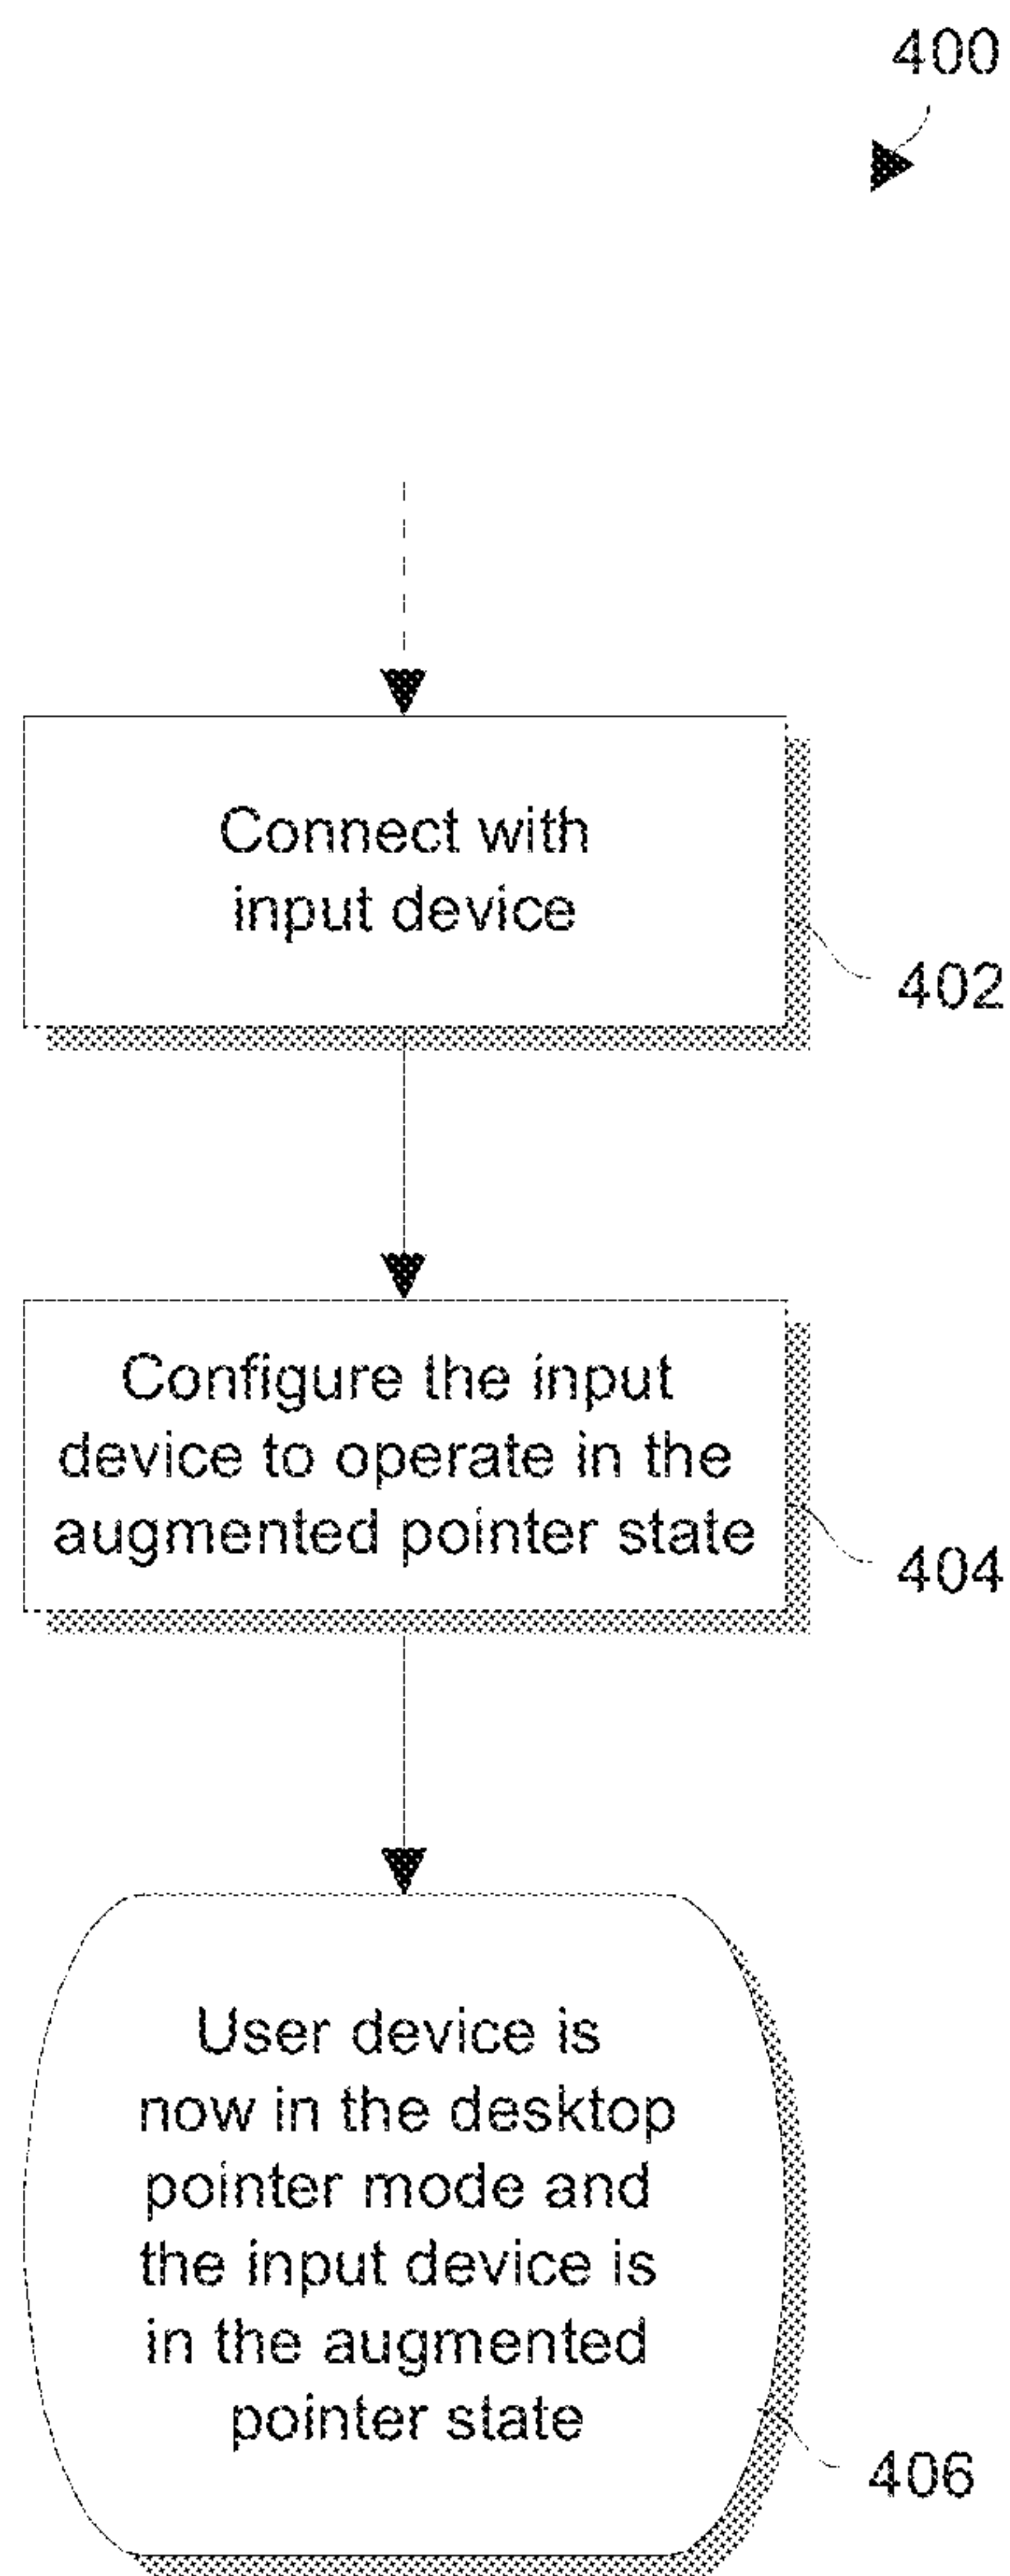 400
Connect with
input device
402
Configure the input
device to operate in the
augmented pointer state
404
User device is
now in the desktop
pointer mode and
the input device is
in the augmented
pointer state
406